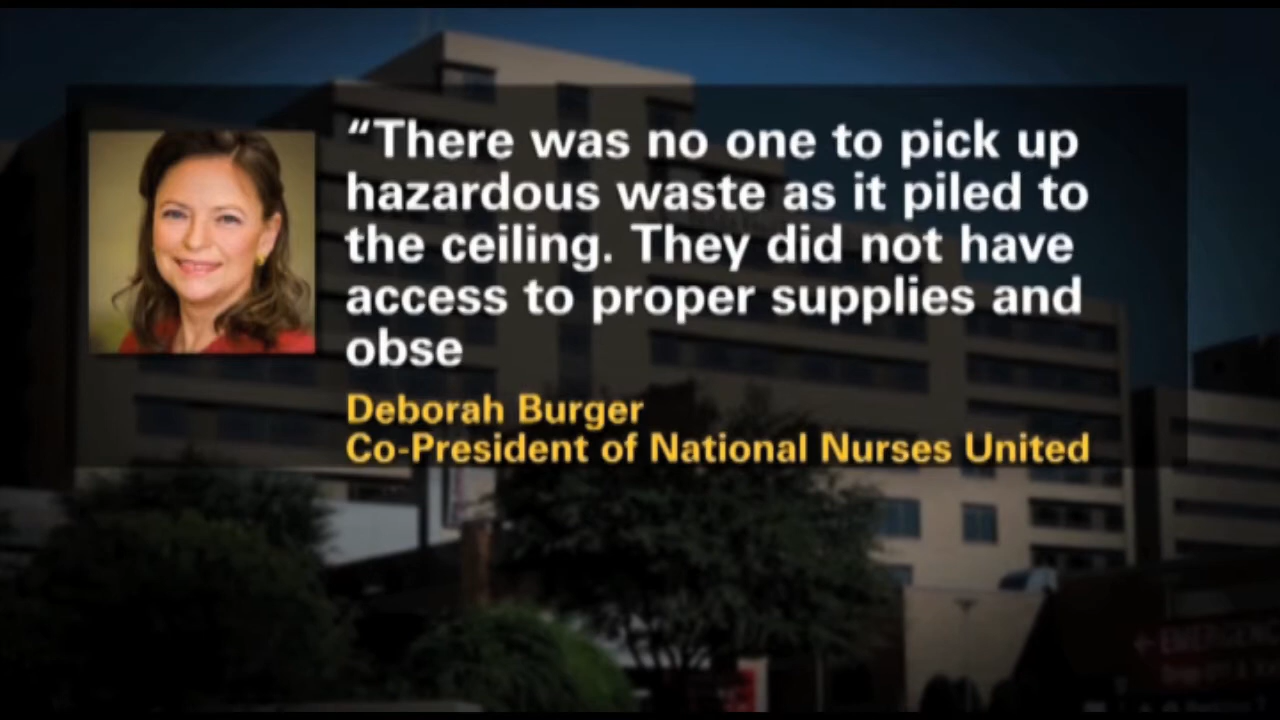 “There was no one to pick up
hazardous waste as it piled to
the ceiling. They did not have
access to proper supplies and
obse
Deborah Burger
Co-President of National Nurses United